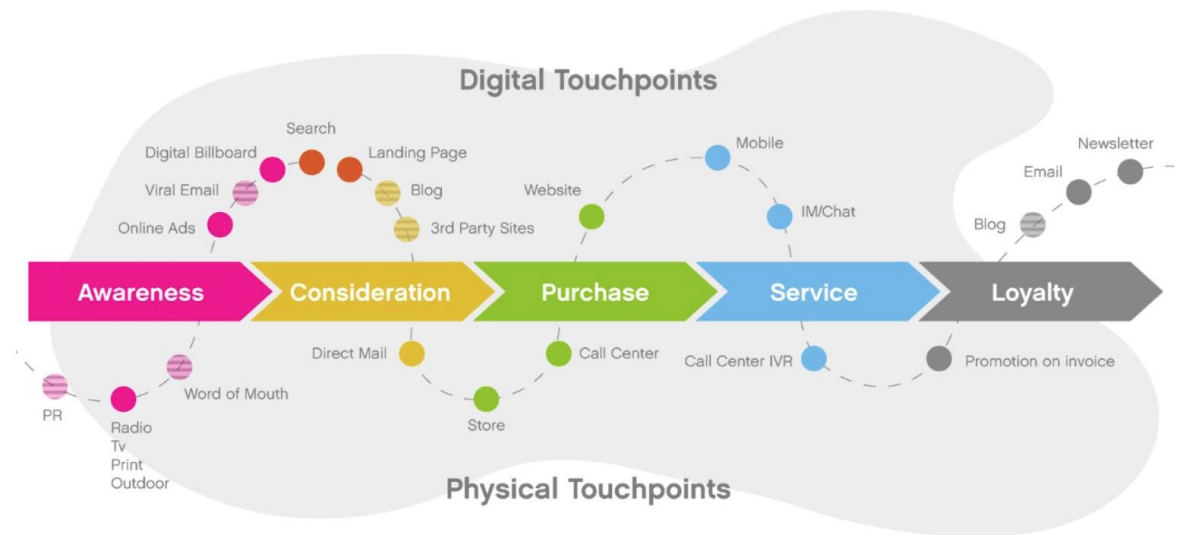 Digital Touchpoints
Search
Digital Billboard
Landing Page
Viral Email
Blog
Online Ads
3rd Party Sites
Website
Mobile
IM/Chat
Newsletter
Email
Blog
Awareness
Consideration
Purchase
Service
Loyalty
PR
Radio
Tv
Print
Outdoor
Word of Mouth
Direct Mail
Store
Call Center
Call Center IVR
Promotion on invoice
Physical Touchpoints